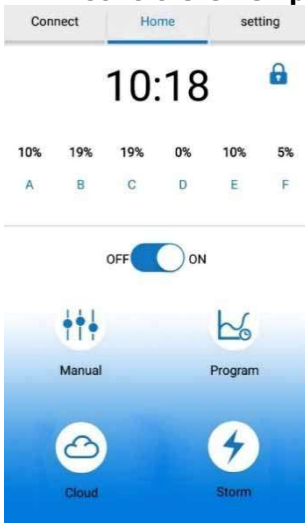 Connect Home setting
10:18
10% 19% 19% 0% 10% 5%
A B C D E F
OFF ON
Manual Program
Cloud Storm